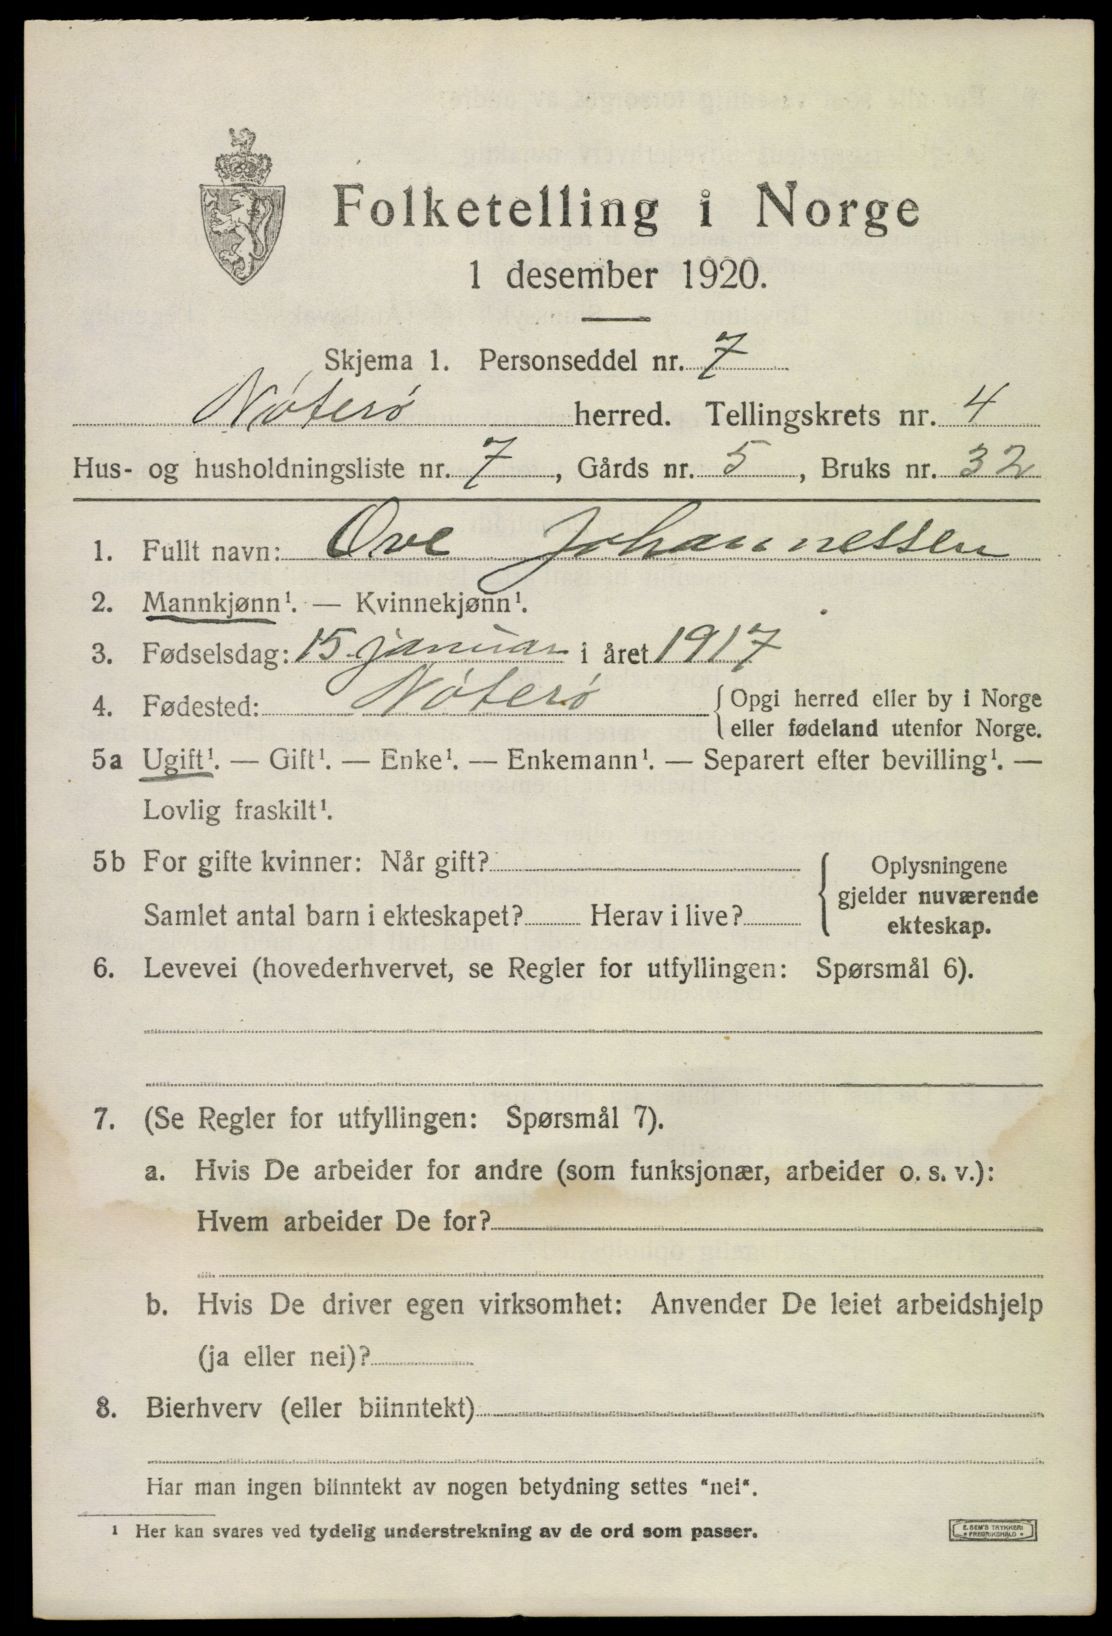 Folketelling i Norge
1 desember 1920.
Skjema 1. Personseddel nr. 7
Nøterø herred. Tellingskrets nr. 4
Hus- og husholdningsliste nr. 7, Gårds nr. 5, Bruks nr. 32
1. Fullt navn: Ove Johannessen
2. Mannkjønn¹. — Kvinnekjønn¹.
3. Fødselsdag: 15 januar i året 1917
4. Fødested: Nøterø { Opgi herred eller by i Norge
eller fødeland utenfor Norge.
5a Ugift¹. — Gift¹. — Enke¹. — Enkemann¹. — Separert efter bevilling¹. —
Lovlig fraskilt¹.
5b For gifte kvinner: Når gift?
Samlet antal barn i ekteskapet? Herav i live?
{ Oplysningene
gjelder nuværende
ekteskap.
6. Levevei (hovederhvervet, se Regler for utfyllingen: Spørsmål 6).
7. (Se Regler for utfyllingen: Spørsmål 7).
a. Hvis De arbeider for andre (som funksjonær, arbeider o. s. v.):
Hvem arbeider De for?
b. Hvis De driver egen virksomhet: Anvender De leiet arbeidshjelp
(ja eller nei)?
8. Bierhverv (eller biinntekt)
Har man ingen biinntekt av nogen betydning settes "nei".
¹ Her kan svares ved tydelig understrekning av de ord som passer.
E. SEM'S TRYKKERI
FREDRIKSHALD